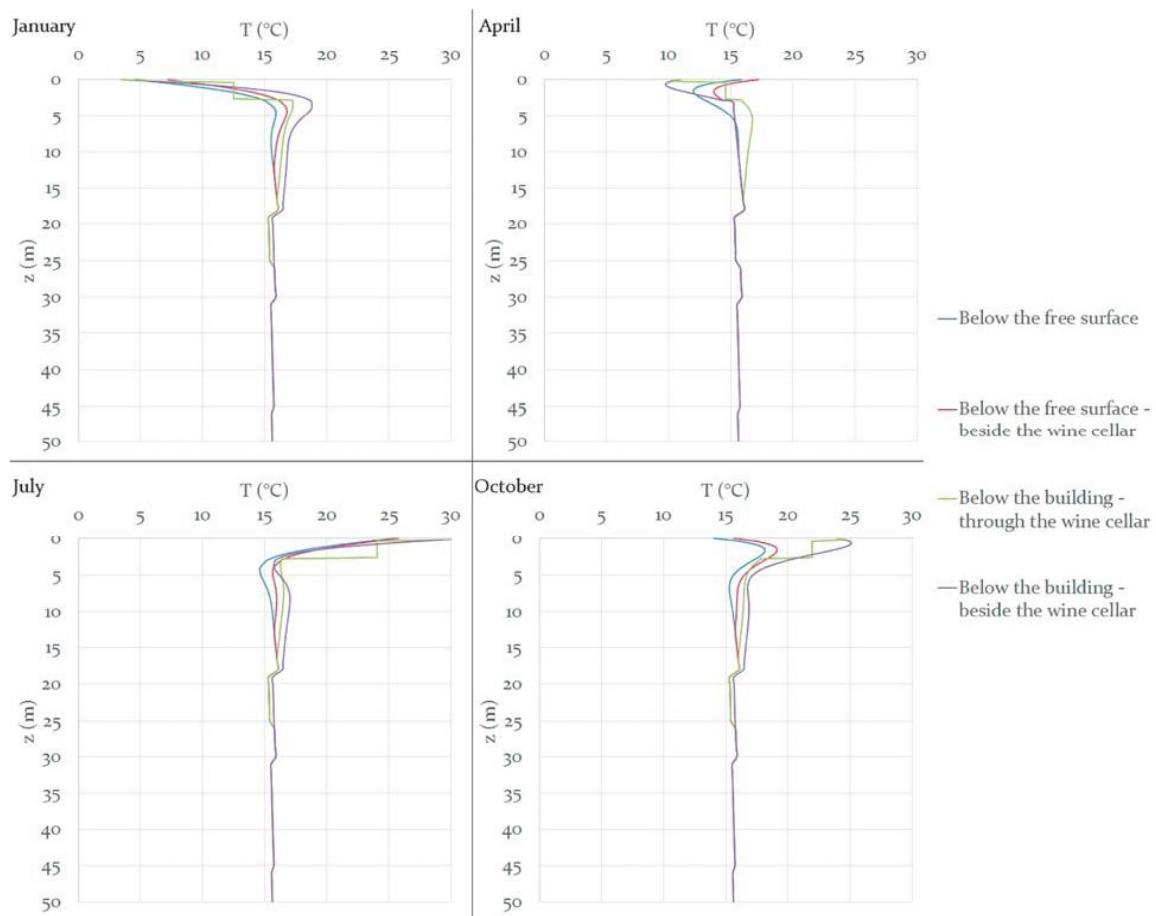 January
T (°C)
0 5 10 15 20 25 30
0
5
10
15
20
25
30
35
40
45
50
z (m)
April
T (°C)
0 5 10 15 20 25 30
0
5
10
15
20
25
30
35
40
45
50
z (m)
July
T (°C)
0 5 10 15 20 25 30
0
5
10
15
20
25
30
35
40
45
50
z (m)
October
T (°C)
0 5 10 15 20 25 30
0
5
10
15
20
25
30
35
40
45
50
z (m)
Below the free surface
Below the free surface -
beside the wine cellar
Below the building -
through the wine cellar
Below the building -
beside the wine cellar